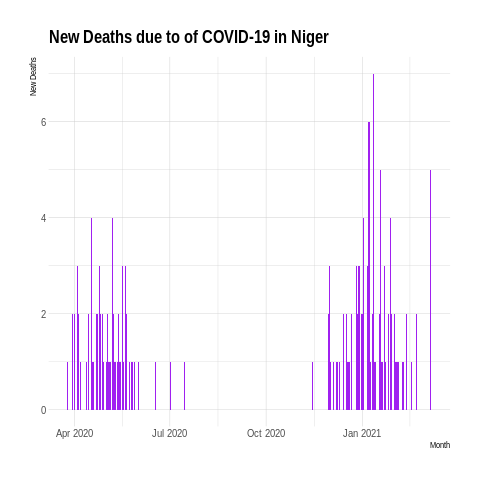 New Deaths due to of COVID-19 in Niger
New Deaths
6
4
2
0
Apr 2020 Jul 2020 Oct 2020 Jan 2021
Month